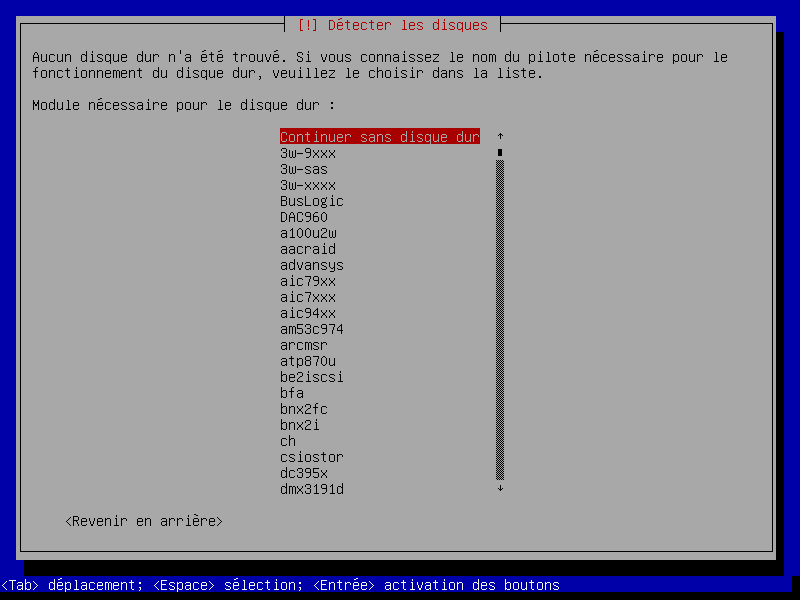 [!] Détecter les disques
Aucun disque dur n'a été trouvé. Si vous connaissez le nom du pilote nécessaire pour le
fonctionnement du disque dur, veuillez le choisir dans la liste.
Module nécessaire pour le disque dur :
Continuer sans disque dur
3w-9xxx
3w-sas
3w-xxxx
BusLogic
DAC960
a100u2w
aacraid
advansys
aic79xx
aic7xxx
aic94xx
am53c974
arcmsr
atp870u
be2iscsi
bfa
bnx2fc
bnx2i
ch
csiostor
dc395x
dmx3191d
<Revenir en arrière>
<Tab> déplacement; <Espace> sélection; <Entrée> activation des boutons